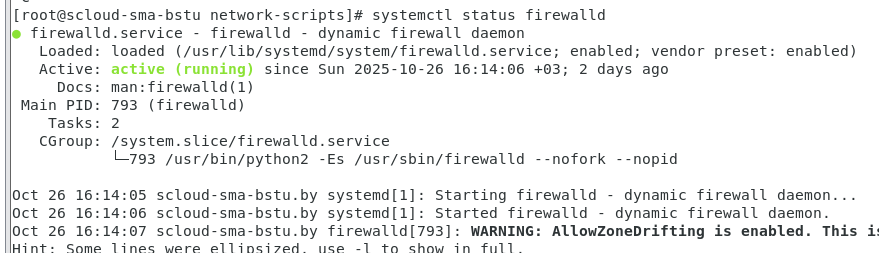 [root@scloud-sma-bstu network-scripts]# systemctl status firewalld
● firewalld.service - firewalld - dynamic firewall daemon
   Loaded: loaded (/usr/lib/systemd/system/firewalld.service; enabled; vendor preset: enabled)
   Active: active (running) since Sun 2025-10-26 16:14:06 +03; 2 days ago
     Docs: man:firewalld(1)
 Main PID: 793 (firewalld)
    Tasks: 2
   CGroup: /system.slice/firewalld.service
           └─793 /usr/bin/python2 -Es /usr/sbin/firewalld --nofork --nopid
Oct 26 16:14:05 scloud-sma-bstu.by systemd[1]: Starting firewalld - dynamic firewall daemon...
Oct 26 16:14:06 scloud-sma-bstu.by systemd[1]: Started firewalld - dynamic firewall daemon.
Oct 26 16:14:07 scloud-sma-bstu.by firewalld[793]: WARNING: AllowZoneDrifting is enabled. This is
Hint: Some lines were ellipsized, use -l to show in full.